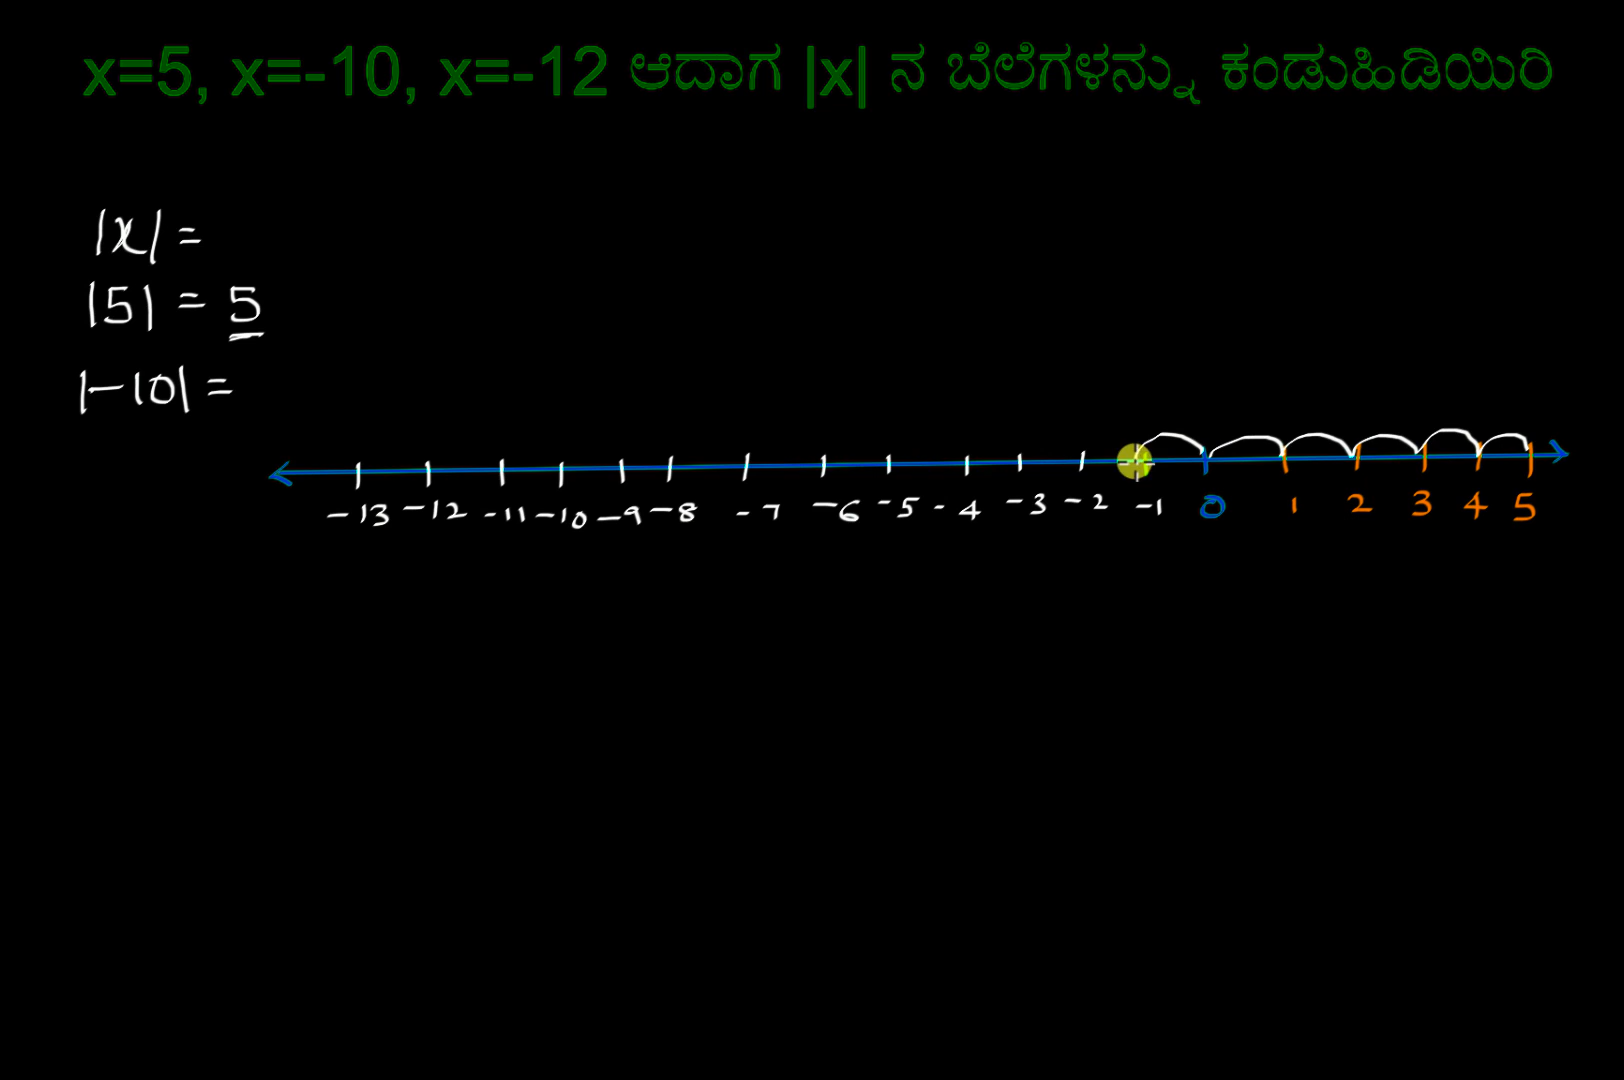 x=5, x=-10, x=-12 ಆದಾಗ |x| ನ ಬೆಲೆಗಳನ್ನು ಕಂಡುಹಿಡಿಯಿರಿ
|x| =
|5| = 5
|-10| =
-13 -12 -11 -10 -9 -8 -7 -6 -5 -4 -3 -2 -1 0 1 2 3 4 5